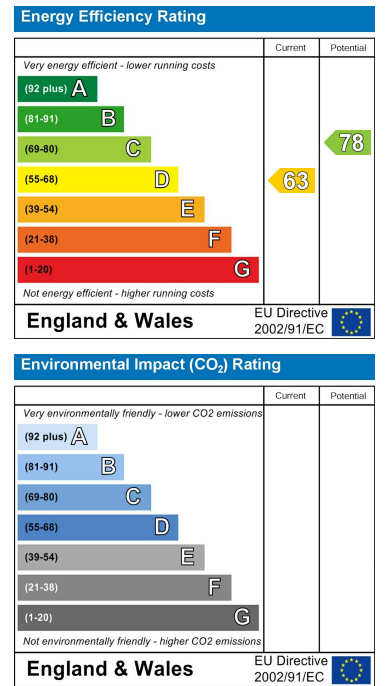 Energy Efficiency Rating
Current Potential
Very energy efficient - lower running costs
(92 plus) A
(81-91) B
(69-80) C
78
(55-68) D
63
(39-54) E
(21-38) F
(1-20) G
Not energy efficient - higher running costs
England & Wales
EU Directive
2002/91/EC
Environmental Impact (CO₂) Rating
Current Potential
Very environmentally friendly - lower CO2 emissions
(92 plus) A
(81-91) B
(69-80) C
(55-68) D
(39-54) E
(21-38) F
(1-20) G
Not environmentally friendly - higher CO2 emissions
England & Wales
EU Directive
2002/91/EC